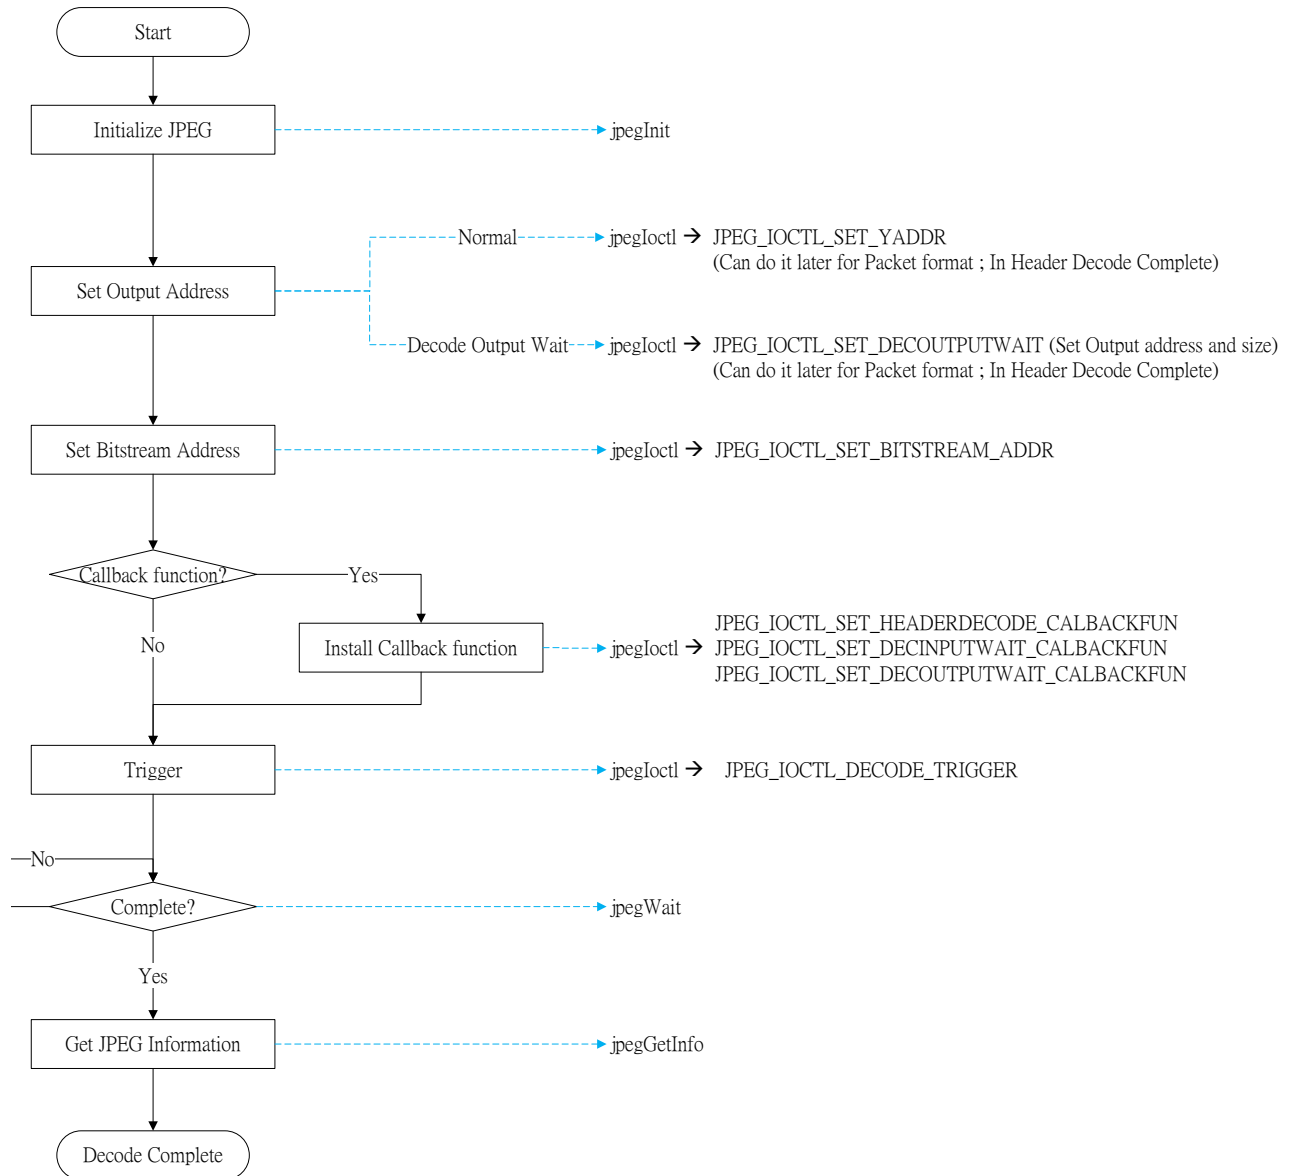 Start
Initialize JPEG
jpegInit
Normal
jpegIoctl → JPEG_IOCTL_SET_YADDR
(Can do it later for Packet format ; In Header Decode Complete)
Set Output Address
Decode Output Wait
jpegIoctl → JPEG_IOCTL_SET_DECOUTPUTWAIT (Set Output address and size)
(Can do it later for Packet format ; In Header Decode Complete)
Set Bitstream Address
jpegIoctl → JPEG_IOCTL_SET_BITSTREAM_ADDR
Callback function?
Yes
No
Install Callback function
jpegIoctl →
JPEG_IOCTL_SET_HEADERDECODE_CALBACKFUN
JPEG_IOCTL_SET_DECINPUTWAIT_CALBACKFUN
JPEG_IOCTL_SET_DECOUTPUTWAIT_CALBACKFUN
Trigger
jpegIoctl → JPEG_IOCTL_DECODE_TRIGGER
No
Complete?
jpegWait
Yes
Get JPEG Information
jpegGetInfo
Decode Complete